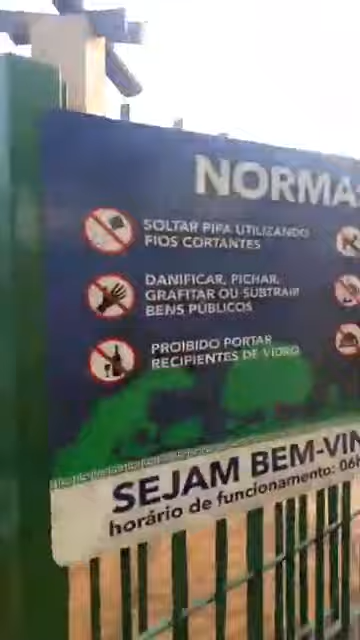 NORMA
SOLTAR PIPA UTILIZANDO
FIOS CORTANTES
DANIFICAR, PICHAR,
GRAFITAR OU SUBTRAIR
BENS PÚBLICOS
PROIBIDO PORTAR
RECIPIENTES DE VIDRO
SEJAM BEM-VIN
horário de funcionamento: 06h